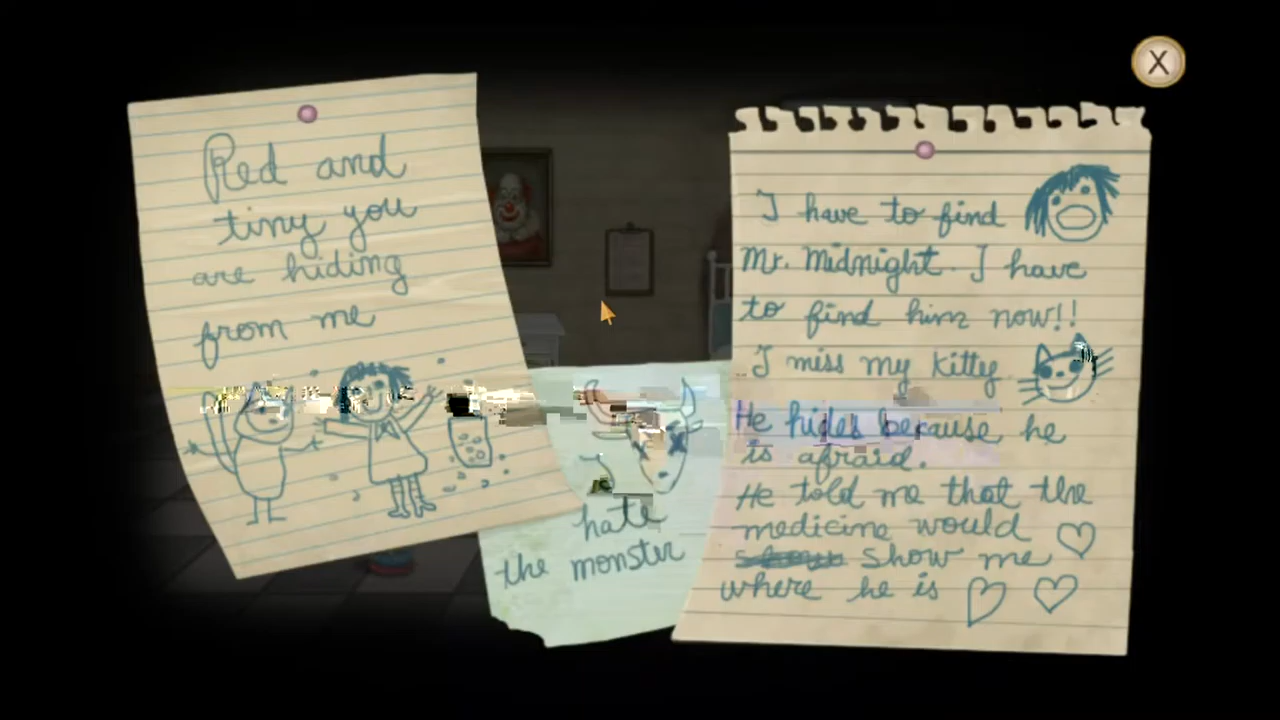 X
Red and
tiny you
are hiding
from me
I
hate
the monster
I have to find
Mr. Midnight. I have
to find him now!!
I miss my kitty
He hides because he
is afraid.
He told me that the
medicine would
show me
where he is